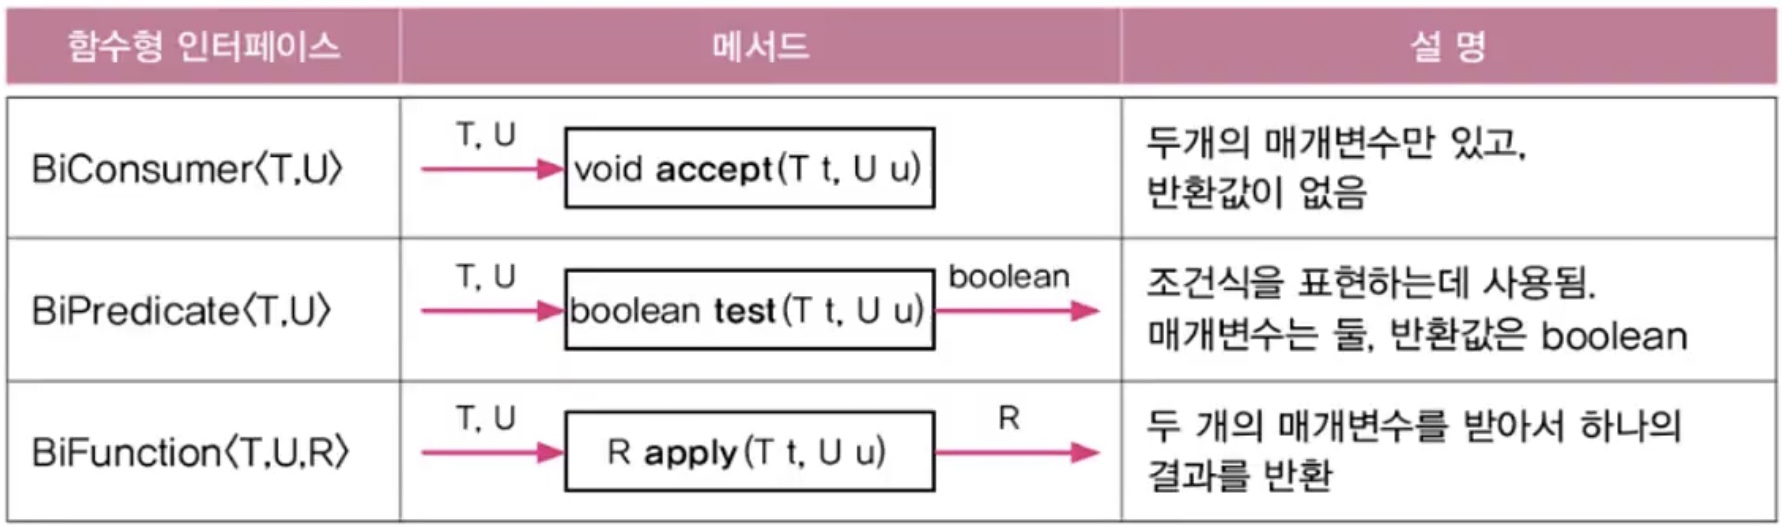 함수형 인터페이스 메서드 설 명
BiConsumer〈T,U〉
T, U
void accept(T t, U u)
두개의 매개변수만 있고,
반환값이 없음
BiPredicate〈T,U〉
T, U
boolean test(T t, U u)
boolean
조건식을 표현하는데 사용됨.
매개변수는 둘, 반환값은 boolean
BiFunction〈T,U,R〉
T, U
R apply(T t, U u)
R
두 개의 매개변수를 받아서 하나의
결과를 반환